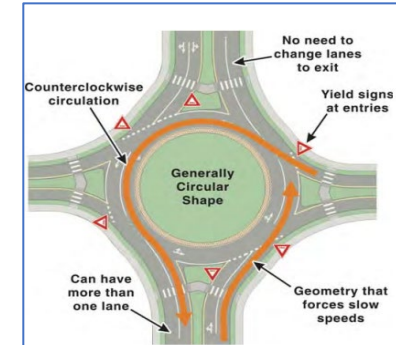 No need to
change lanes
to exit
Counterclockwise
circulation
Yield signs
at entries
Generally
Circular
Shape
Can have
more than
one lane
Geometry that
forces slow
speeds